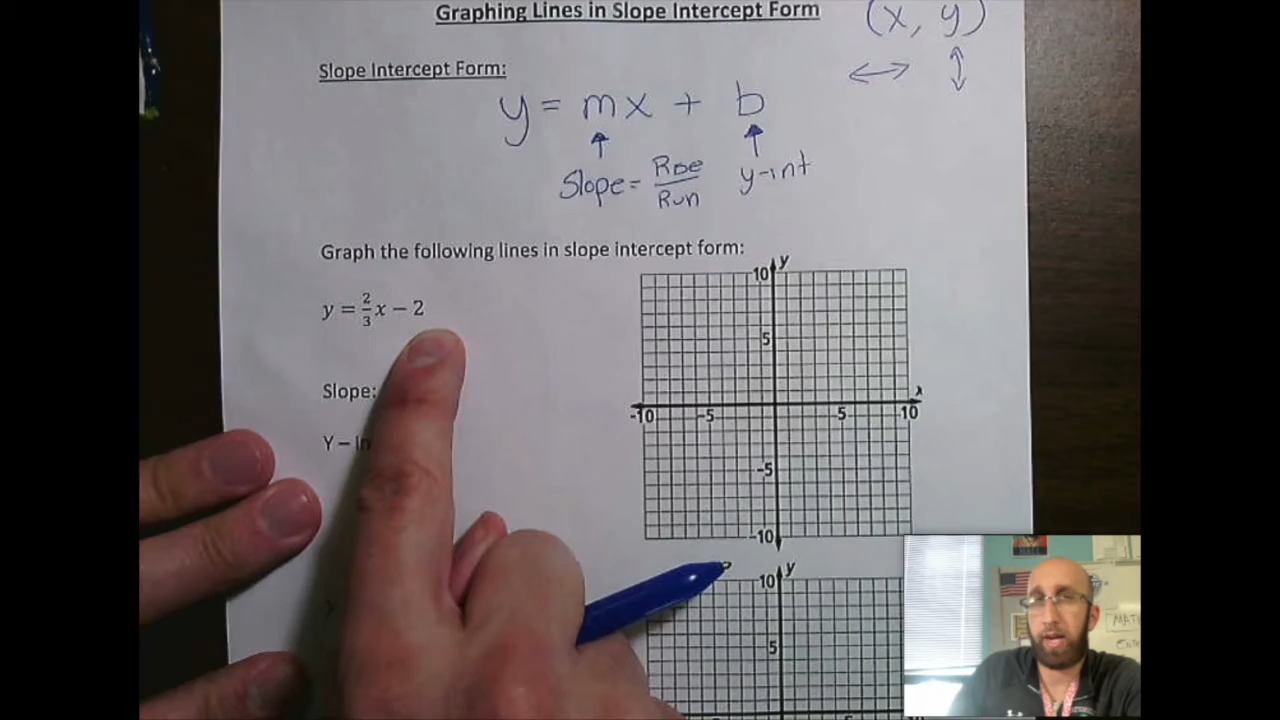 Graphing Lines in Slope Intercept Form
(x, y)
Slope Intercept Form:
y = mx + b
Slope = Rise/Run y-int
Graph the following lines in slope intercept form:
y = 2/3 x − 2
Slope:
Y –
10 y
5
x
-10 -5 5 10
-5
-10
10 y
5